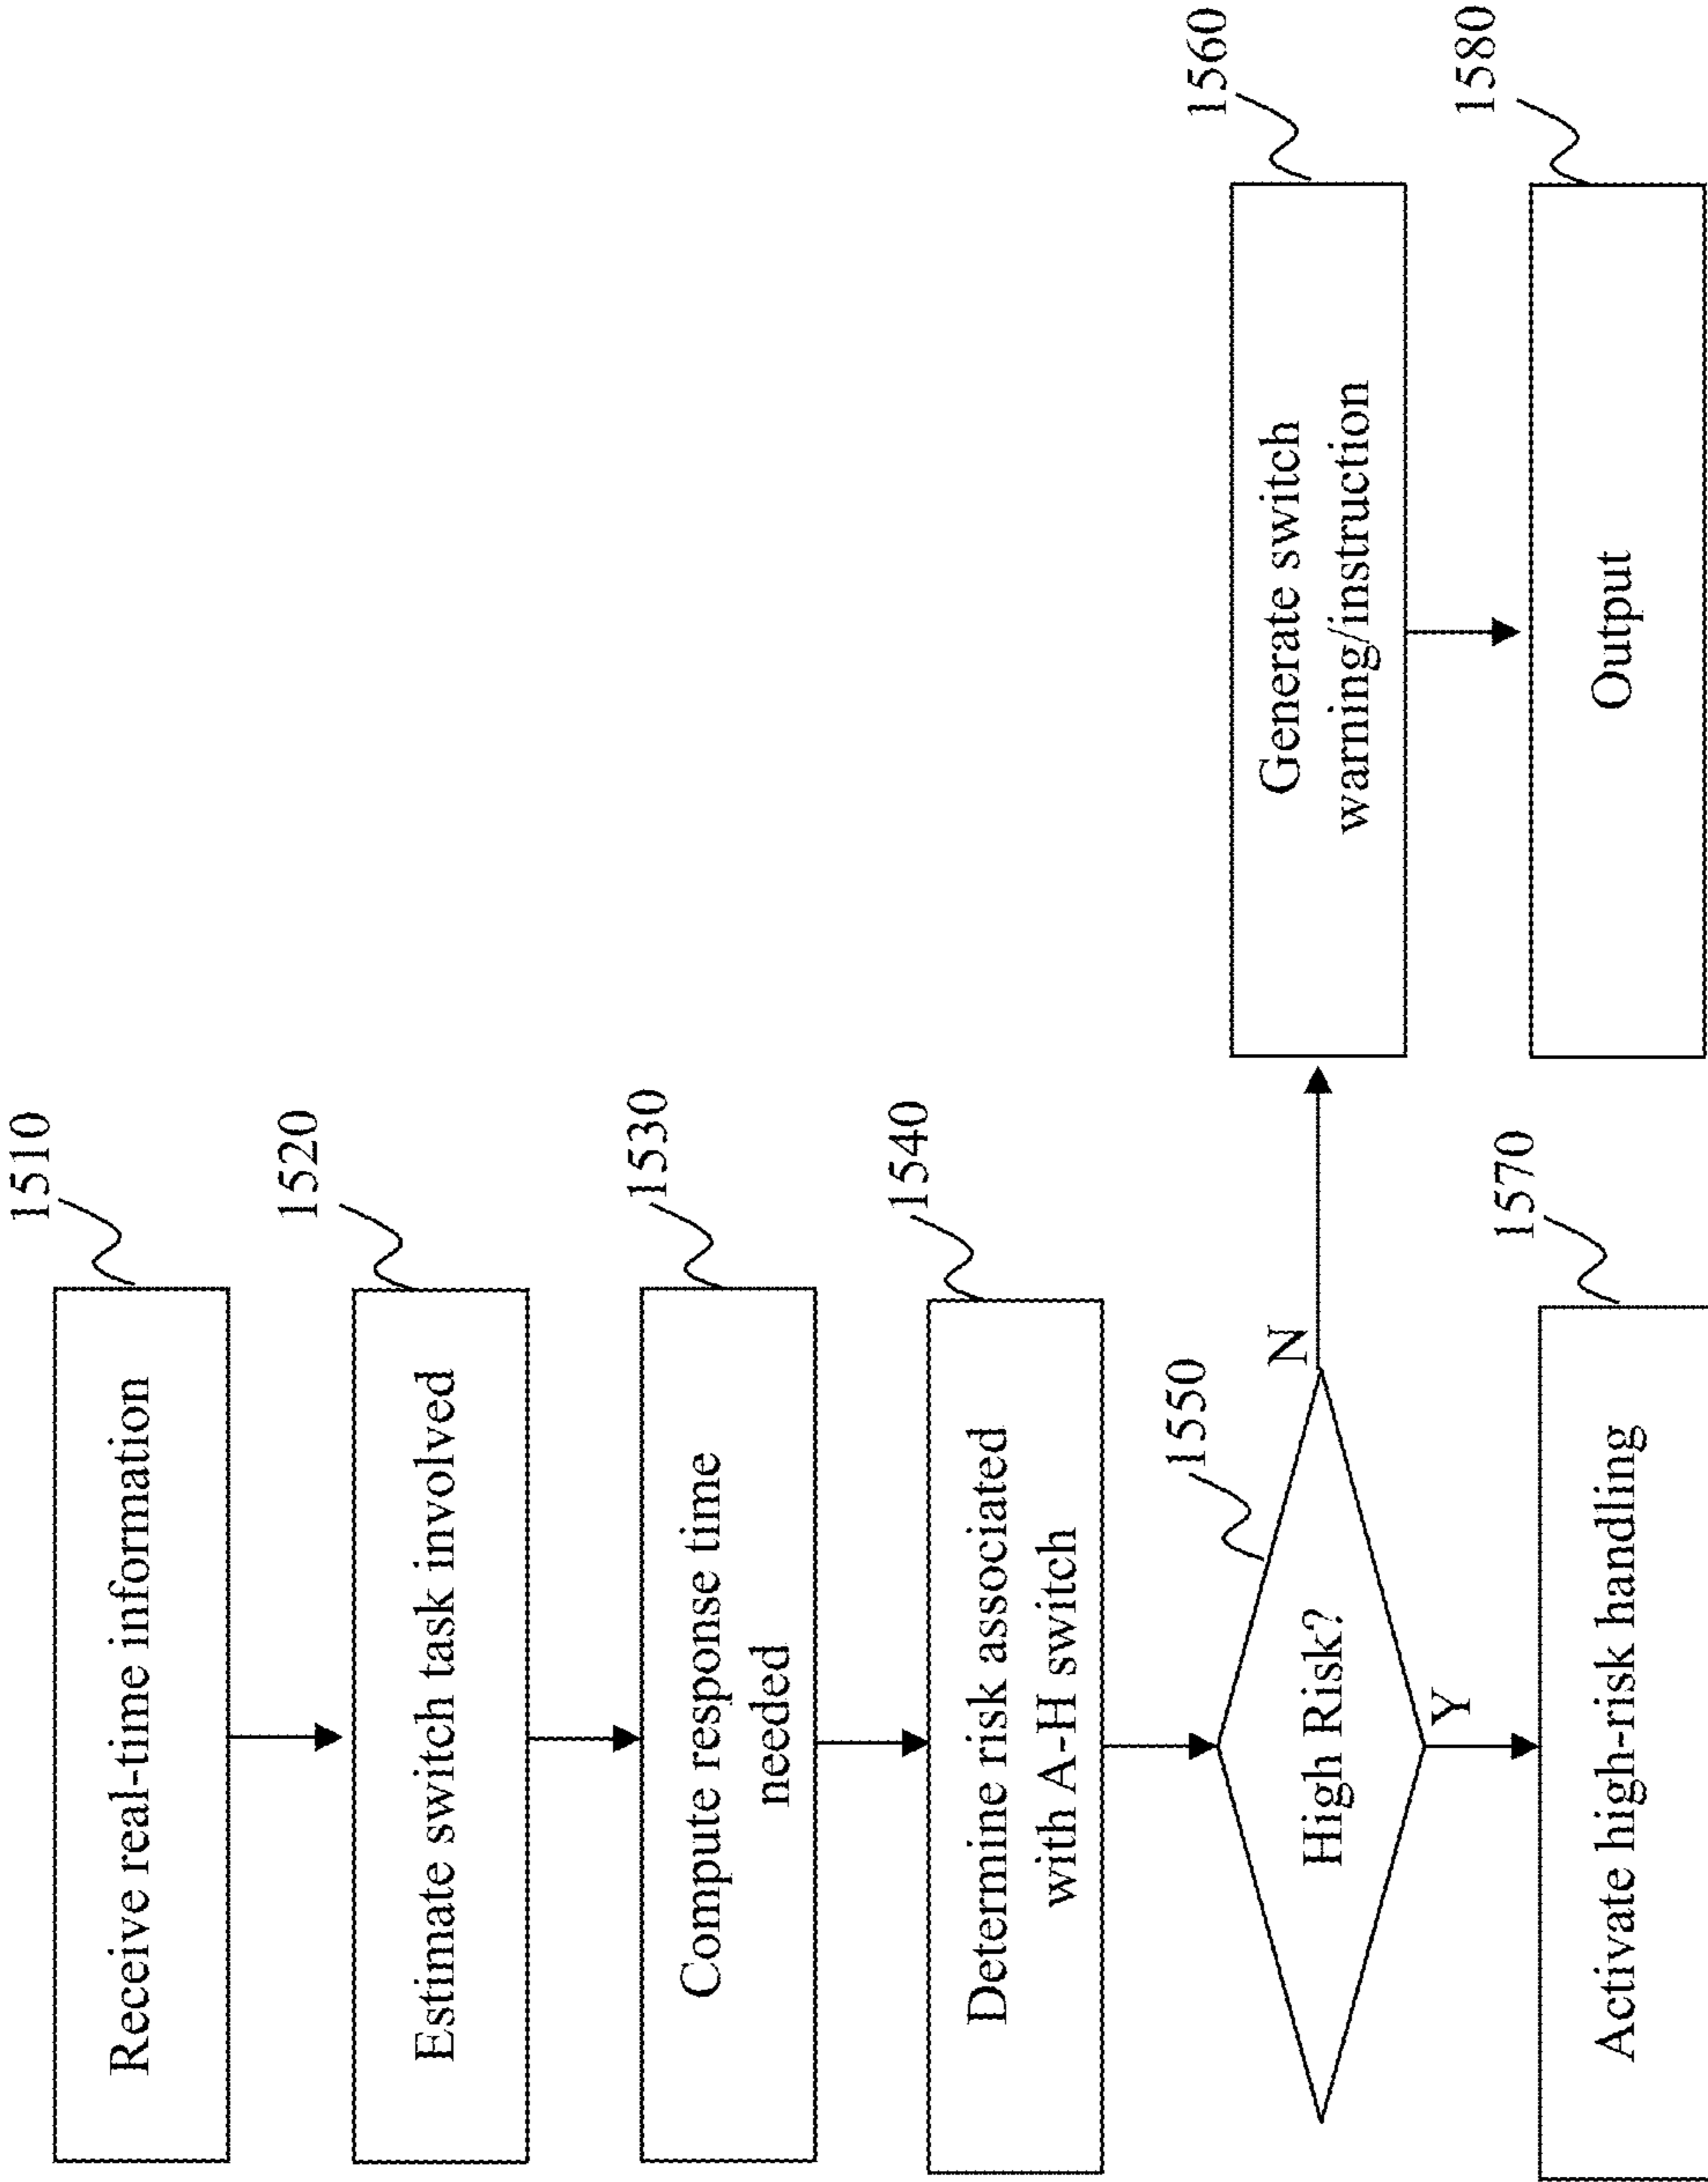 1510
Receive real-time information
1520
Estimate switch task involved
1530
Compute response time
needed
1540
Determine risk associated
with A-H switch
1550
High Risk?
N
Y
1560
Generate switch
warning/instruction
1570
Activate high-risk handling
1580
Output